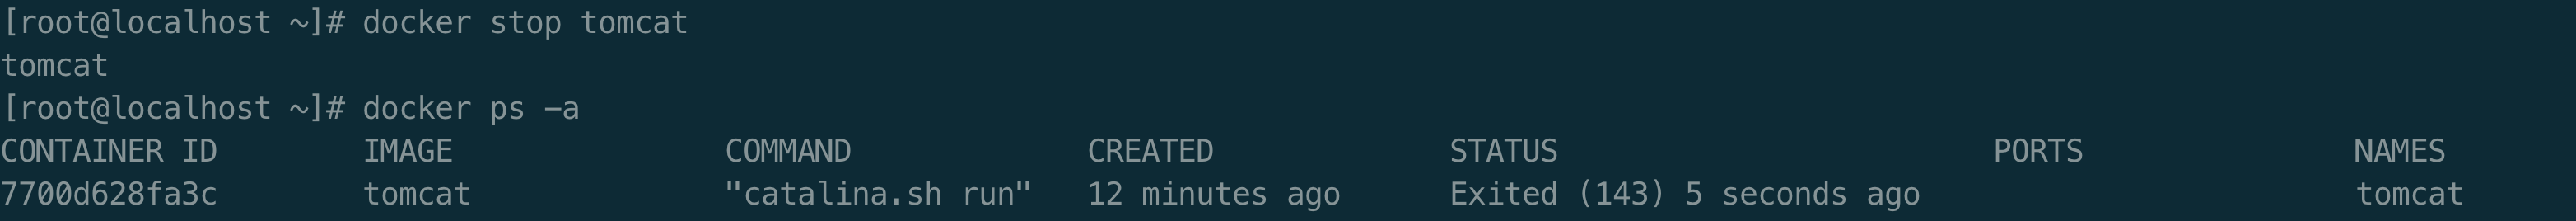 [root@localhost ~]# docker stop tomcat
tomcat
[root@localhost ~]# docker ps -a
CONTAINER ID        IMAGE               COMMAND             CREATED             STATUS                        PORTS               NAMES
7700d628fa3c        tomcat              "catalina.sh run"   12 minutes ago      Exited (143) 5 seconds ago                        tomcat